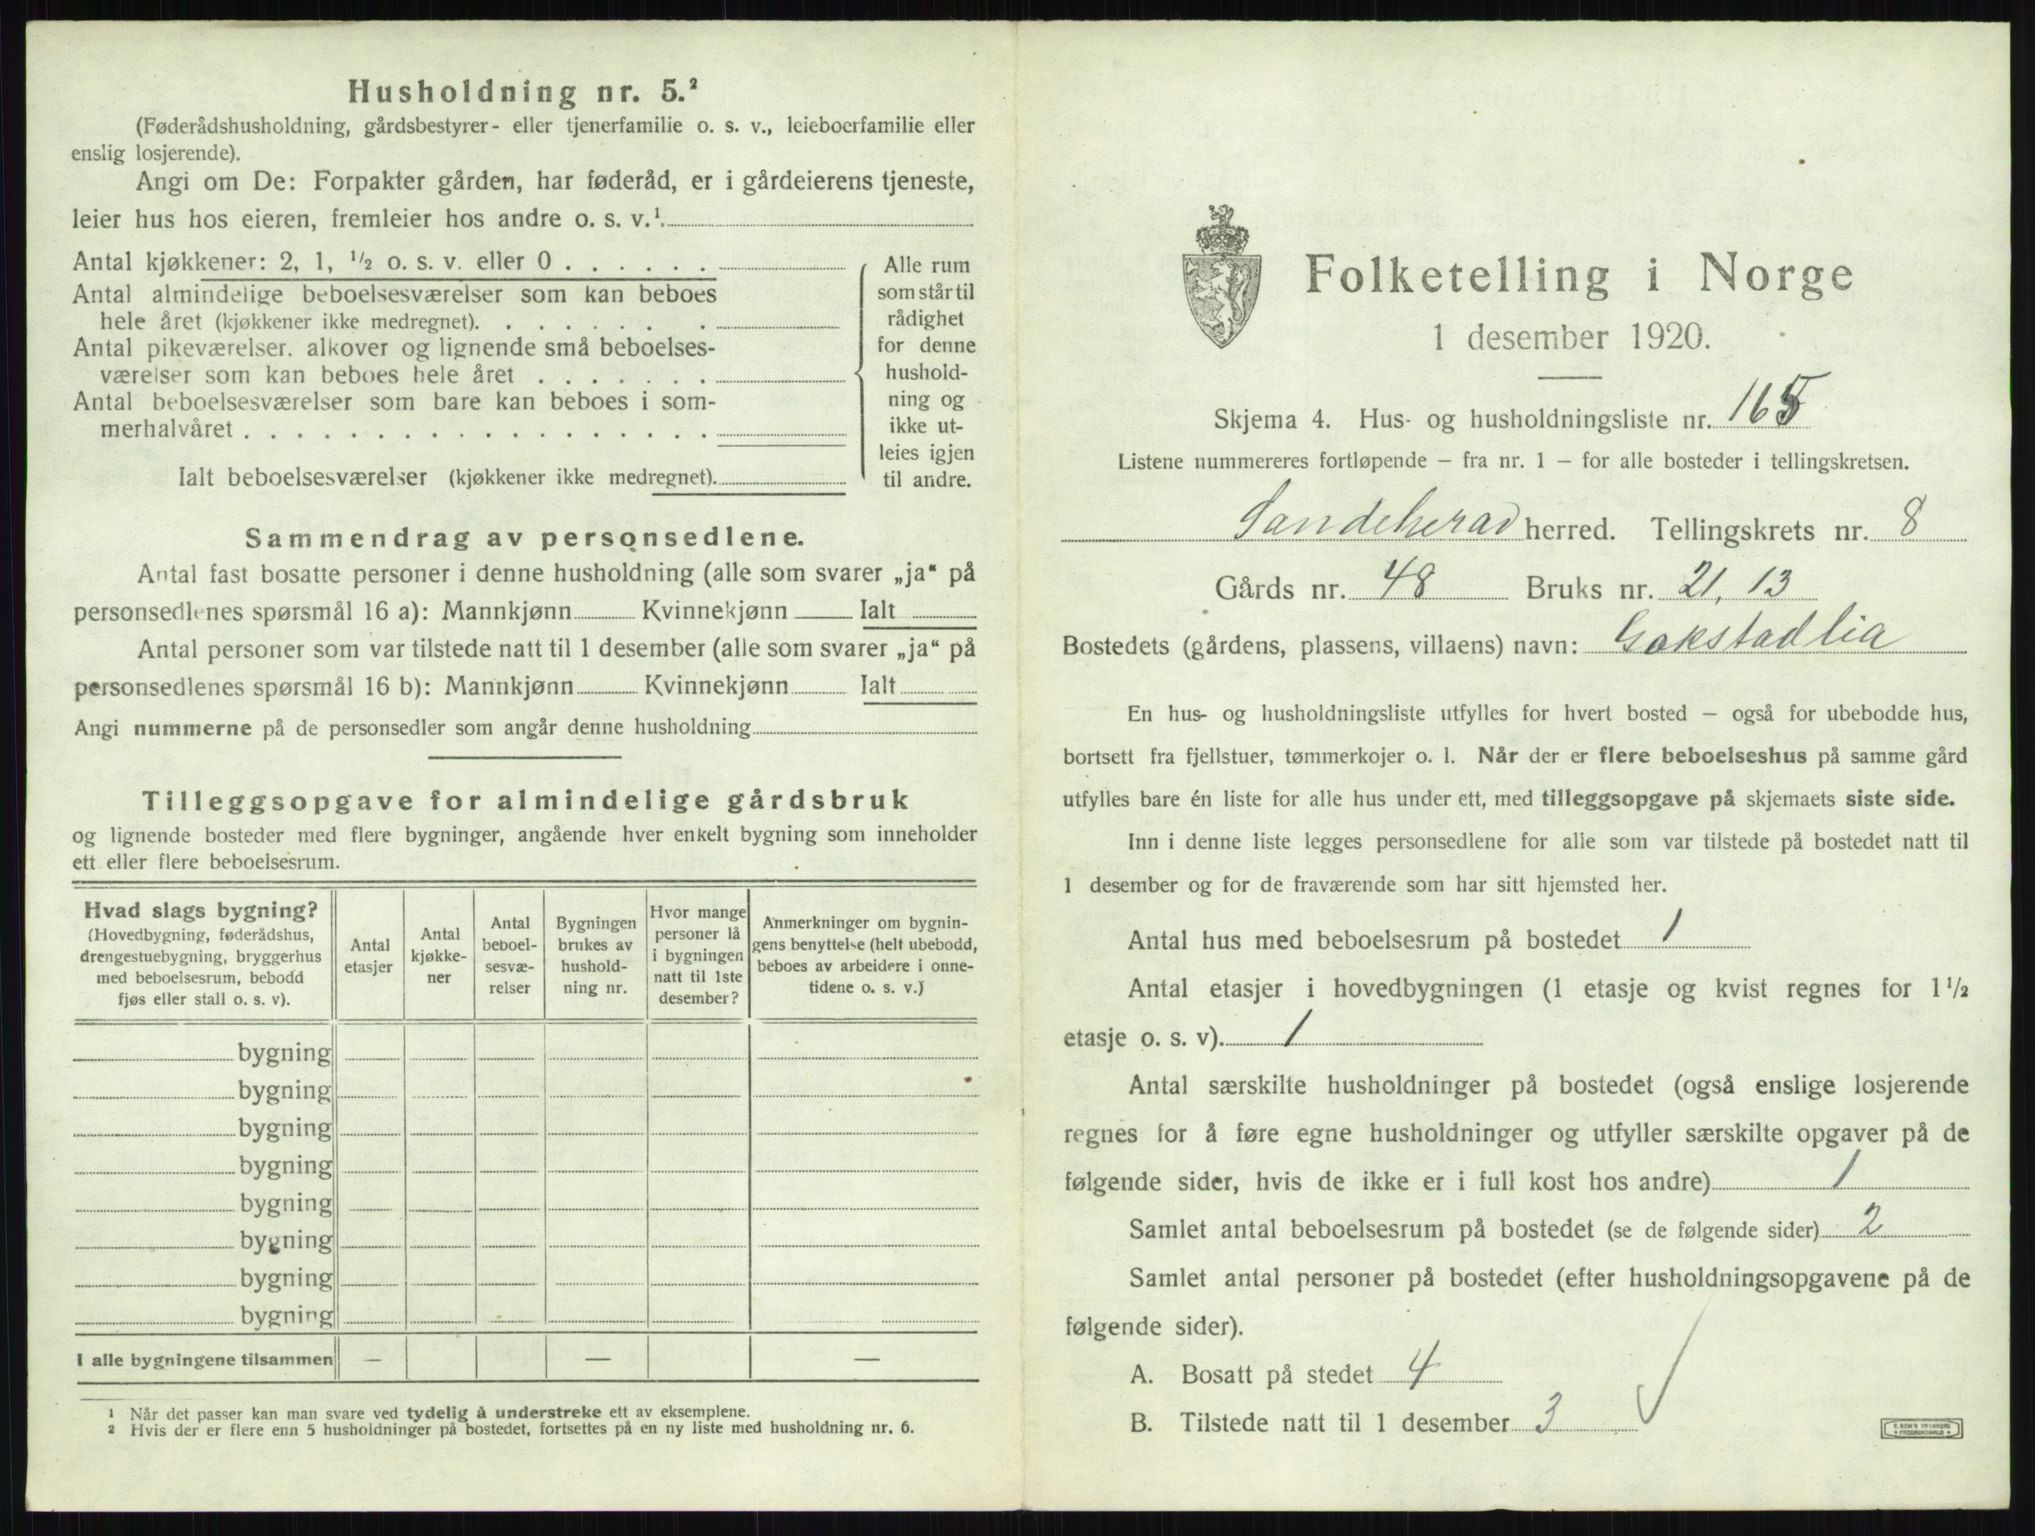 Husholdning nr. 5.²
(Føderådshusholdning, gårdsbestyrer- eller tjenerfamilie o. s. v., leieboerfamilie eller
enslig losjerende).
Angi om De: Forpakter gården, har føderåd, er i gårdeierens tjeneste,
leier hus hos eieren, fremleier hos andre o. s. v.¹.
Antal kjøkkener: 2, 1, ½ o. s. v. eller 0 . . . . . .
Antal almindelige beboelsesværelser som kan beboes
hele året (kjøkkener ikke medregnet). . . . . . . . .
Antal pikeværelser, alkover og lignende små beboelses-
værelser som kan beboes hele året . . . . . . .
Antal beboelsesværelser som bare kan beboes i som-
merhalvåret . . . . . . . . . . . . . . . . . .
Ialt beboelsesværelser (kjøkkener ikke medregnet).
Alle rum
som står til
rådighet
for denne
hushold-
ning og
ikke ut-
leies igjen
til andre.
Sammendrag av personsedlene.
Antal fast bosatte personer i denne husholdning (alle som svarer „ja“ på
personsedlenes spørsmål 16 a): Mannkjønn Kvinnekjønn Ialt
Antal personer som var tilstede natt til 1 desember (alle som svarer „ja“ på
personsedlenes spørsmål 16 b): Mannkjønn Kvinnekjønn Ialt
Angi nummerne på de personsedler som angår denne husholdning
Tilleggsopgave for almindelige gårdsbruk
og lignende bosteder med flere bygninger, angående hver enkelt bygning som inneholder
ett eller flere beboelsesrum.
Hvad slags bygning?
(Hovedbygning, føderådshus,
drengestuebygning, bryggerhus
med beboelsesrum, bebodd
fjøs eller stall o. s. v).
Antal
etasjer
Antal
kjøkke-
ner
Antal
beboel-
sesvæ-
relser
Bygningen
brukes av
hushold-
ning nr.
Hvor mange
personer lå
i bygningen
natt til 1ste
desember?
Anmerkninger om bygnin-
gens benyttelse (helt ubebodd,
beboes av arbeidere i onne-
tidene o. s. v.)
bygning
bygning
bygning
bygning
bygning
bygning
bygning
bygning
I alle bygningene tilsammen — — —
¹ Når det passer kan man svare ved tydelig å understreke ett av eksemplene.
² Hvis der er flere enn 5 husholdninger på bostedet, fortsettes på en ny liste med husholdning nr. 6.
Folketelling i Norge
1 desember 1920.
Skjema 4. Hus- og husholdningsliste nr. 165
Listene nummereres fortløpende – fra nr. 1 – for alle bosteder i tellingskretsen.
Sandeherad herred. Tellingskrets nr. 8
Gårds nr. 48 Bruks nr. 21, 13
Bostedets (gårdens, plassens, villaens) navn: Gokstadlia
En hus- og husholdningsliste utfylles for hvert bosted – også for ubebodde hus,
bortsett fra fjellstuer, tømmerkojer o. l. Når der er flere beboelseshus på samme gård
utfylles bare én liste for alle hus under ett, med tilleggsopgave på skjemaets siste side.
Inn i denne liste legges personsedlene for alle som var tilstede på bostedet natt til
1 desember og for de fraværende som har sitt hjemsted her.
Antal hus med beboelsesrum på bostedet 1
Antal etasjer i hovedbygningen (1 etasje og kvist regnes for 1½
etasje o. s. v). 1
Antal særskilte husholdninger på bostedet (også enslige losjerende
regnes for å føre egne husholdninger og utfyller særskilte opgaver på de
følgende sider, hvis de ikke er i full kost hos andre) 1
Samlet antal beboelsesrum på bostedet (se de følgende sider) 2
Samlet antal personer på bostedet (efter husholdningsopgavene på de
følgende sider).
A. Bosatt på stedet 4
B. Tilstede natt til 1 desember 3